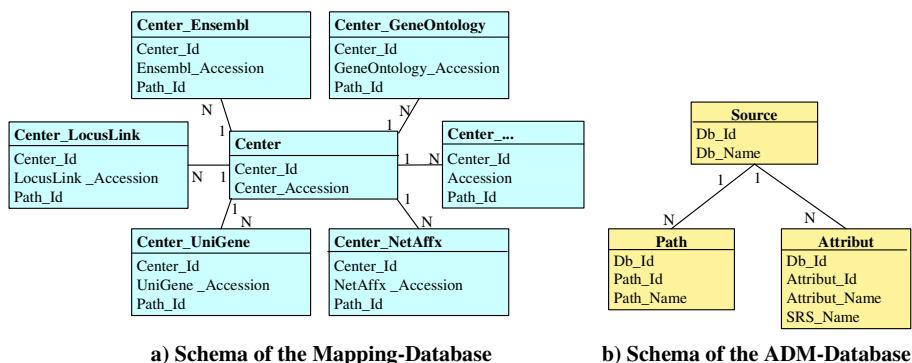 Center_Ensembl
Center_Id
Ensembl_Accession
Path_Id
Center_GeneOntology
Center_Id
GeneOntology_Accession
Path_Id
N
1
N
1
Center_LocusLink
Center_Id
LocusLink _Accession
Path_Id
N
1
Center
Center_Id
Center_Accession
1
N
Center_...
Center_Id
Accession
Path_Id
1
N
1
N
Center_UniGene
Center_Id
UniGene _Accession
Path_Id
Center_NetAffx
Center_Id
NetAffx _Accession
Path_Id
a) Schema of the Mapping-Database
Source
Db_Id
Db_Name
1
1
N
N
Path
Db_Id
Path_Id
Path_Name
Attribut
Db_Id
Attribut_Id
Attribut_Name
SRS_Name
b) Schema of the ADM-Database